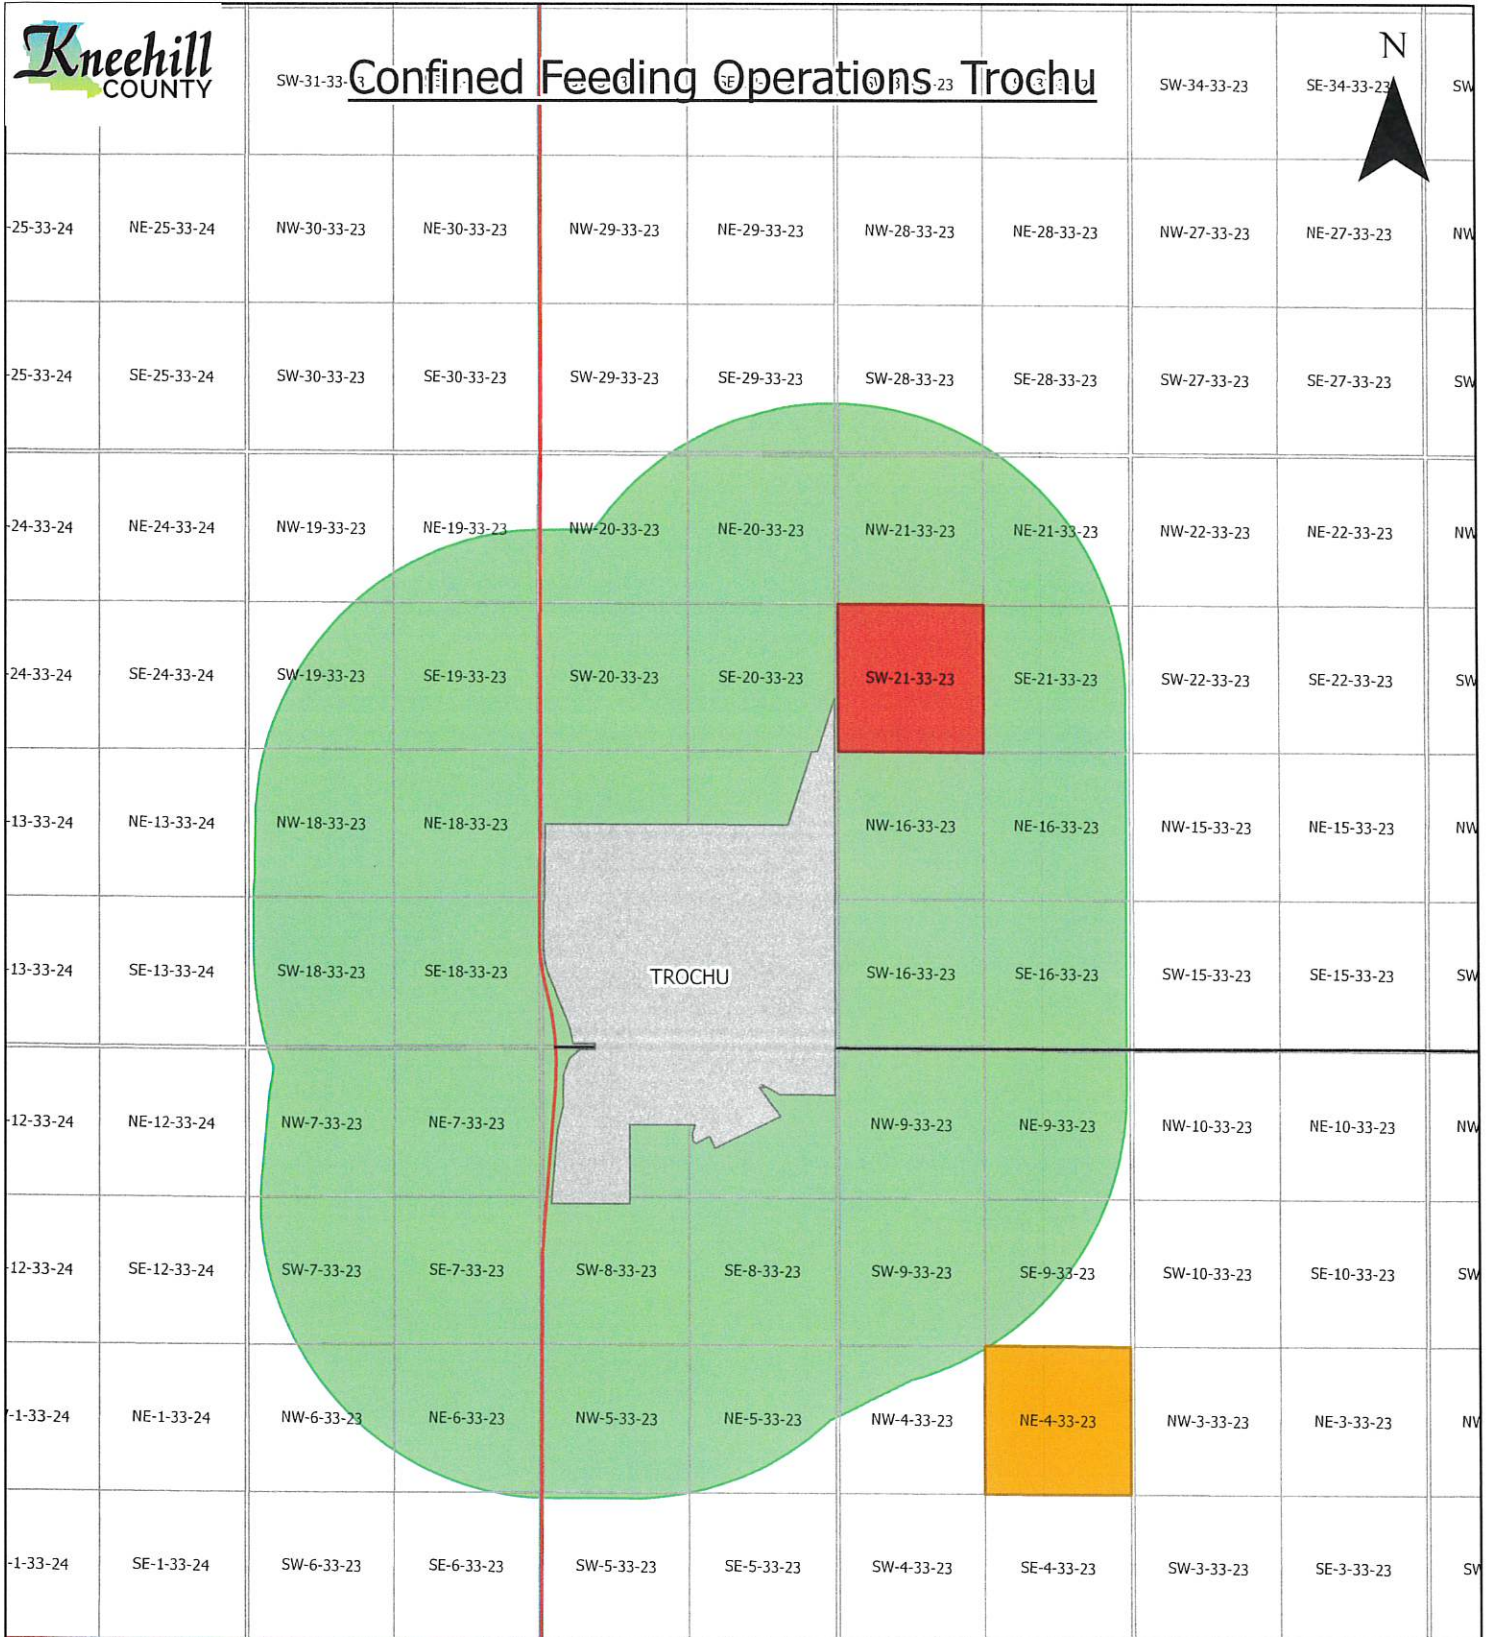 Kneehill
COUNTY
Confined Feeding Operations Trochu
N
SW-31-33- SW-34-33-23 SE-34-33-23 SW
-25-33-24 NE-25-33-24 NW-30-33-23 NE-30-33-23 NW-29-33-23 NE-29-33-23 NW-28-33-23 NE-28-33-23 NW-27-33-23 NE-27-33-23 NW
-25-33-24 SE-25-33-24 SW-30-33-23 SE-30-33-23 SW-29-33-23 SE-29-33-23 SW-28-33-23 SE-28-33-23 SW-27-33-23 SE-27-33-23 SW
-24-33-24 NE-24-33-24 NW-19-33-23 NE-19-33-23 NW-20-33-23 NE-20-33-23 NW-21-33-23 NE-21-33-23 NW-22-33-23 NE-22-33-23 NW
-24-33-24 SE-24-33-24 SW-19-33-23 SE-19-33-23 SW-20-33-23 SE-20-33-23 SW-21-33-23 SE-21-33-23 SW-22-33-23 SE-22-33-23 SW
-13-33-24 NE-13-33-24 NW-18-33-23 NE-18-33-23 NW-16-33-23 NE-16-33-23 NW-15-33-23 NE-15-33-23 NW
-13-33-24 SE-13-33-24 SW-18-33-23 SE-18-33-23 TROCHU SW-16-33-23 SE-16-33-23 SW-15-33-23 SE-15-33-23 SW
-12-33-24 NE-12-33-24 NW-7-33-23 NE-7-33-23 NW-9-33-23 NE-9-33-23 NW-10-33-23 NE-10-33-23 NW
-12-33-24 SE-12-33-24 SW-7-33-23 SE-7-33-23 SW-8-33-23 SE-8-33-23 SW-9-33-23 SE-9-33-23 SW-10-33-23 SE-10-33-23 SW
-1-33-24 NE-1-33-24 NW-6-33-23 NE-6-33-23 NW-5-33-23 NE-5-33-23 NW-4-33-23 NE-4-33-23 NW-3-33-23 NE-3-33-23 NW
-1-33-24 SE-1-33-24 SW-6-33-23 SE-6-33-23 SW-5-33-23 SE-5-33-23 SW-4-33-23 SE-4-33-23 SW-3-33-23 SE-3-33-23 SW